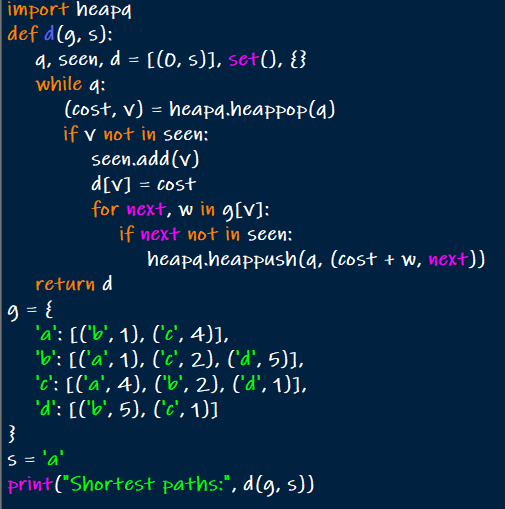 import heapq
def d(g, s):
    q, seen, d = [(0, s)], set(), {}
    while q:
        (cost, v) = heapq.heappop(q)
        if v not in seen:
            seen.add(v)
            d[v] = cost
            for next, w in g[v]:
                if next not in seen:
                    heapq.heappush(q, (cost + w, next))
    return d
g = {
    'a': [('b', 1), ('c', 4)],
    'b': [('a', 1), ('c', 2), ('d', 5)],
    'c': [('a', 4), ('b', 2), ('d', 1)],
    'd': [('b', 5), ('c', 1)]
}
s = 'a'
print("Shortest paths:", d(g, s))